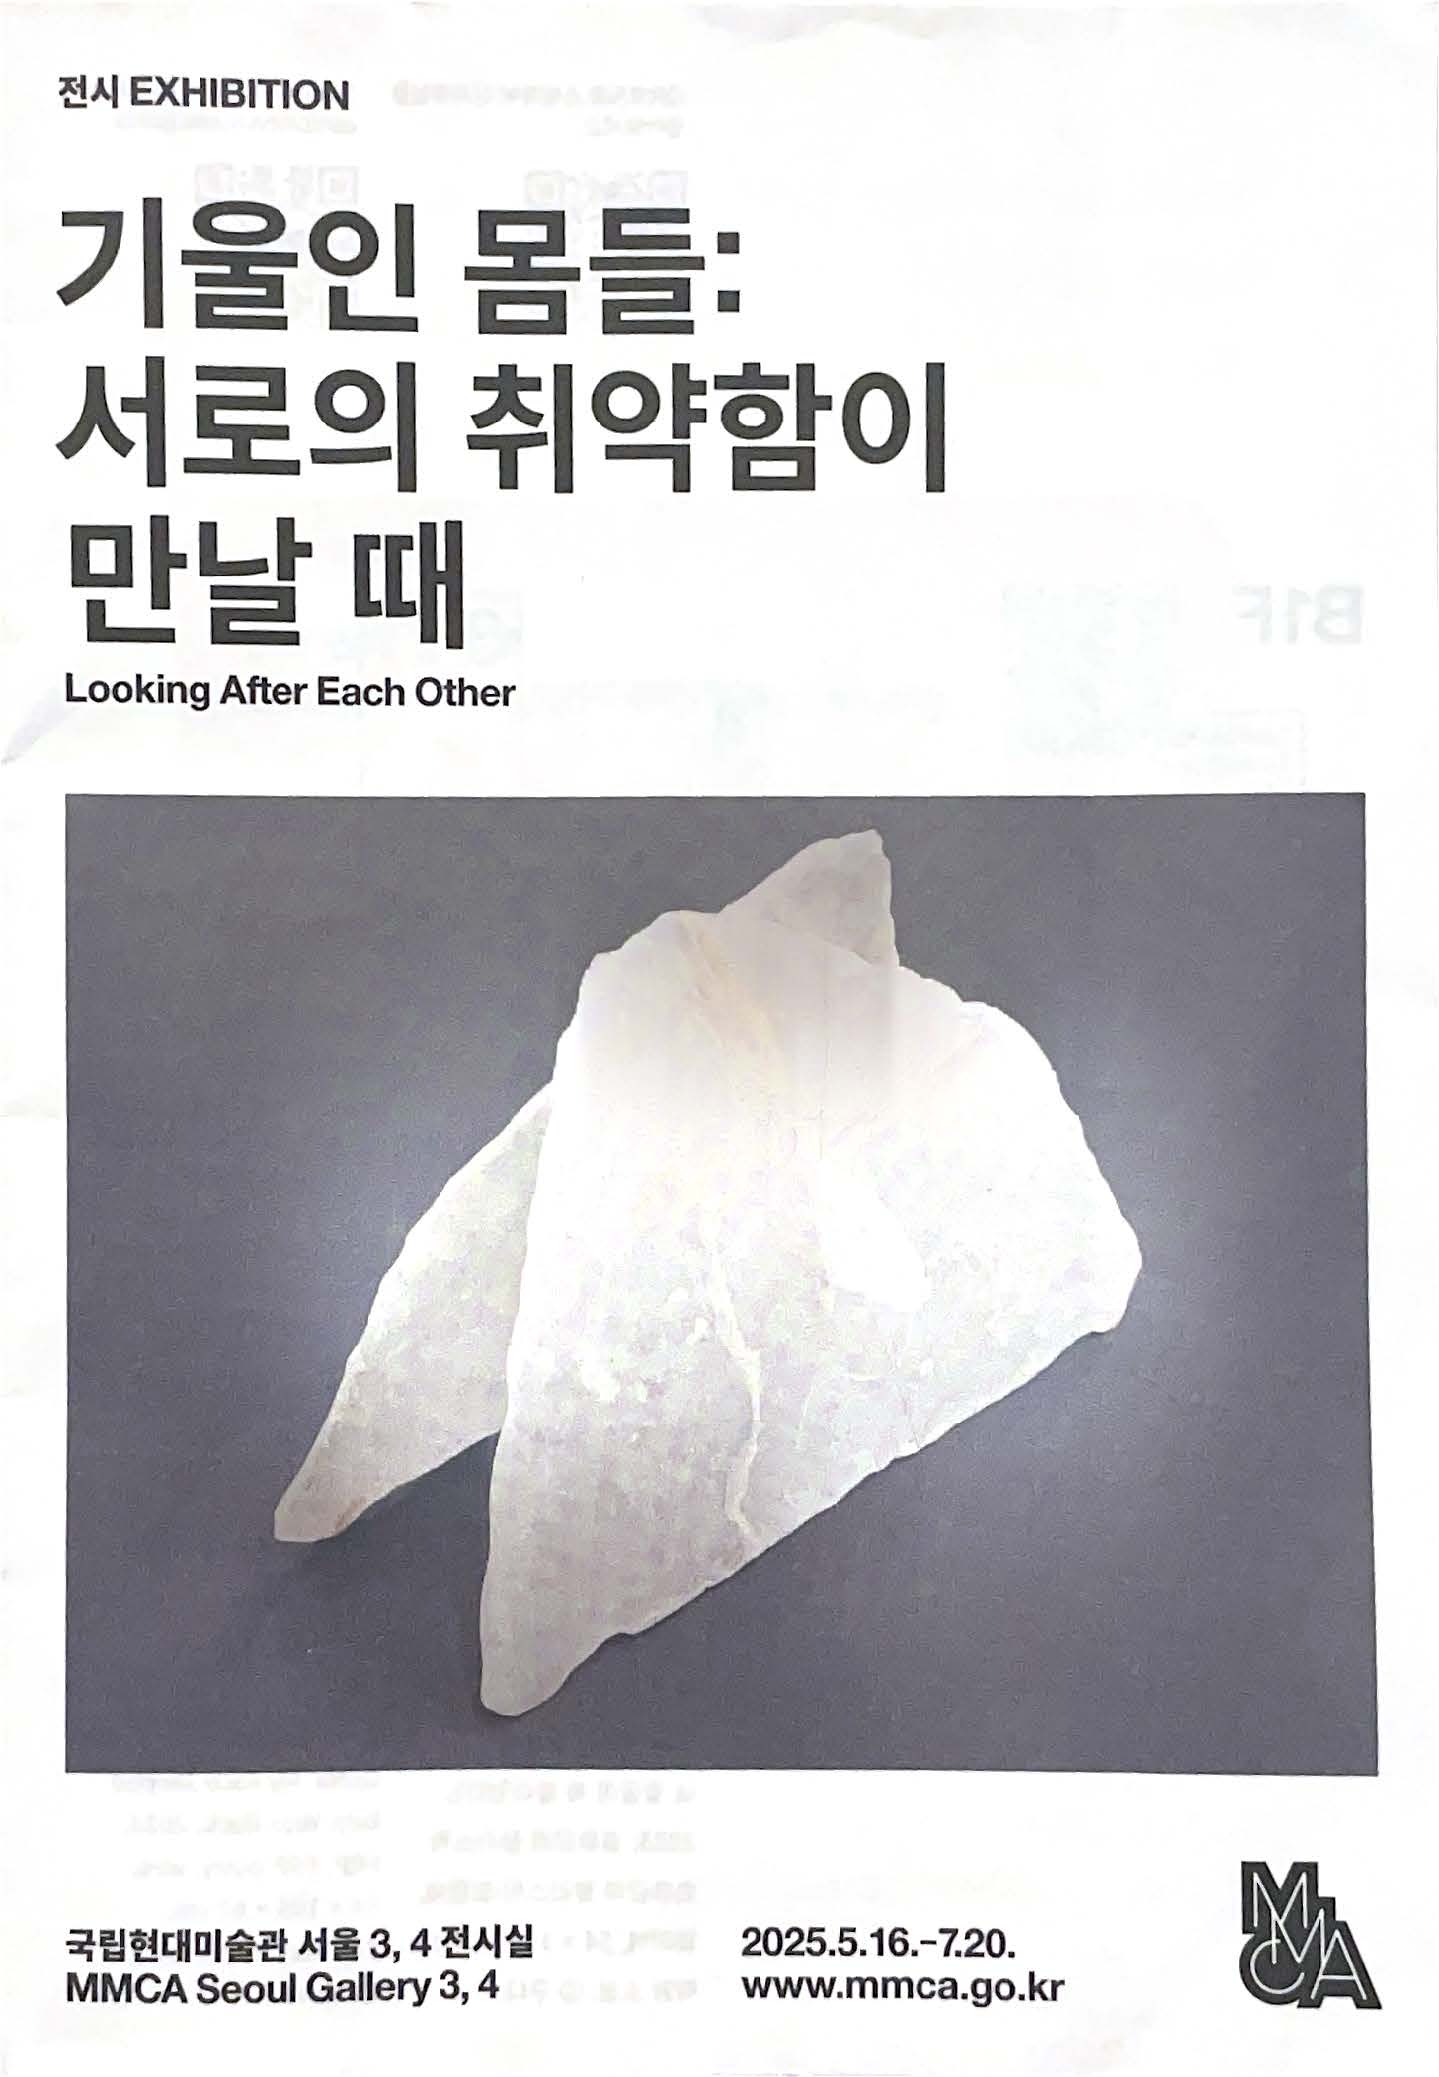 전시 EXHIBITION
기울인 몸들:
서로의 취약함이
만날 때
Looking After Each Other
B1F
국립현대미술관 서울 3, 4 전시실
MMCA Seoul Gallery 3, 4
2025.5.16.–7.20.
www.mmca.go.kr
MMCA